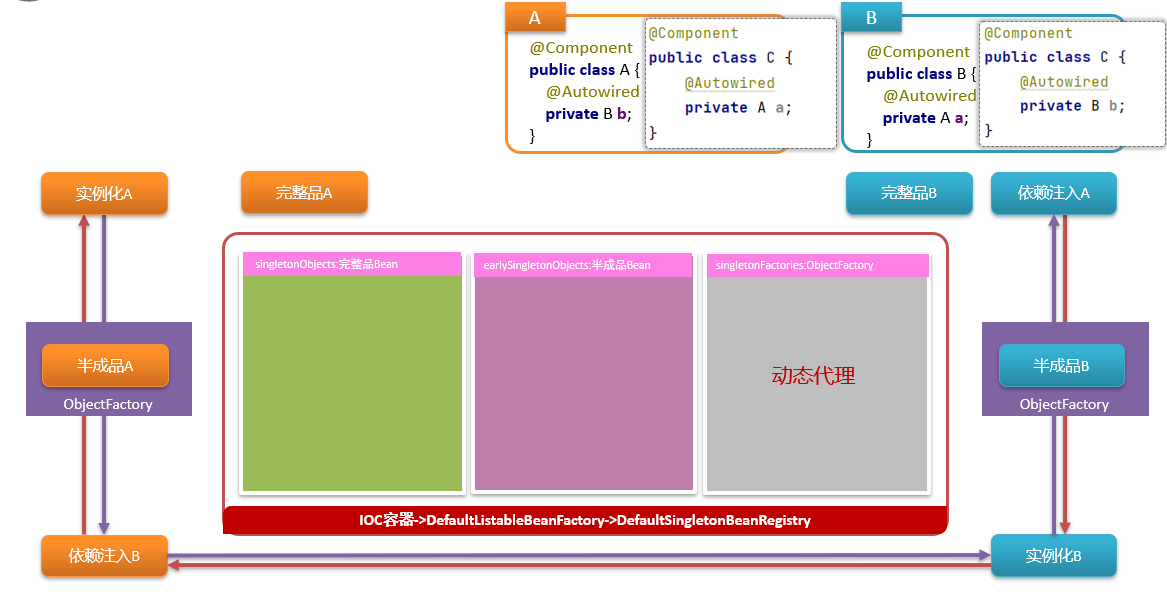 A
@Component
public class A {
@Autowired
private B b;
}
@Component
public class C {
@Autowired
private A a;
}
B
@Component
public class B {
@Autowired
private A a;
}
@Component
public class C {
@Autowired
private B b;
}
实例化A
完整品A
完整品B
依赖注入A
singletonObjects:完整品Bean
earlySingletonObjects:半成品Bean
singletonFactories:ObjectFactory
半成品A
ObjectFactory
动态代理
半成品B
ObjectFactory
IOC容器->DefaultListableBeanFactory->DefaultSingletonBeanRegistry
依赖注入B
实例化B